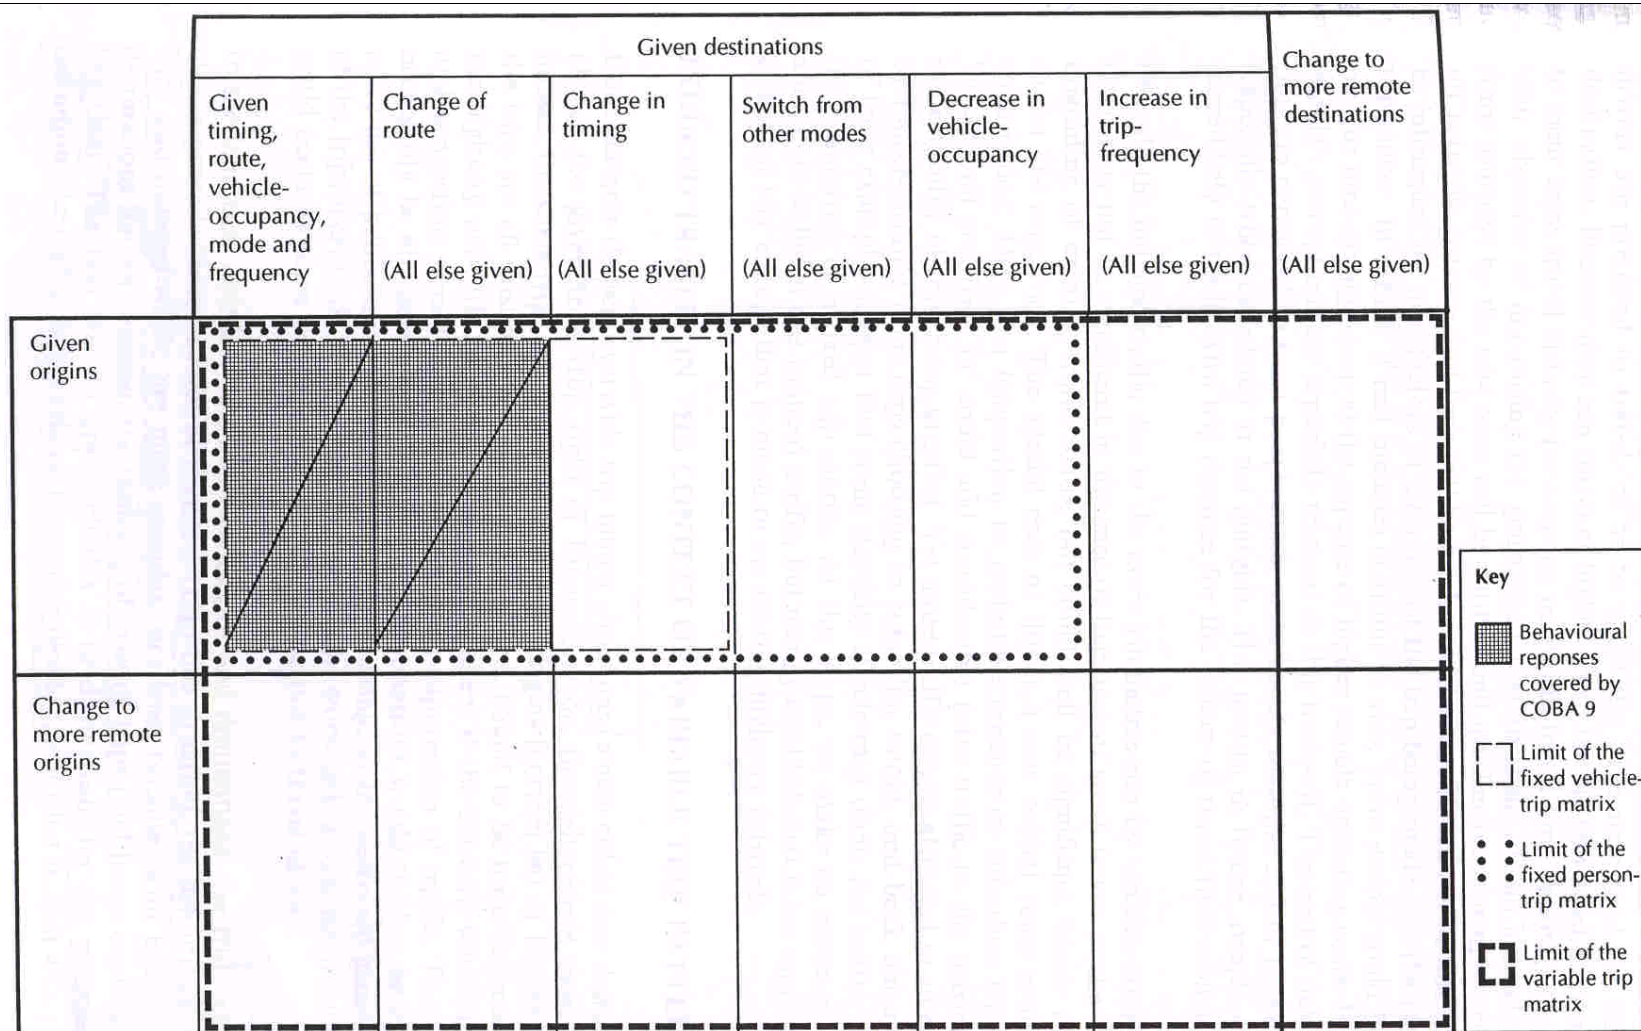 Given destinations
Change to
more remote
destinations
(All else given)
Given
timing,
route,
vehicle-
occupancy,
mode and
frequency
Change of
route
(All else given)
Change in
timing
(All else given)
Switch from
other modes
(All else given)
Decrease in
vehicle-
occupancy
(All else given)
Increase in
trip-
frequency
(All else given)
Given
origins
Change to
more remote
origins
Key
Behavioural
reponses
covered by
COBA 9
Limit of the
fixed vehicle-
trip matrix
Limit of the
fixed person-
trip matrix
Limit of the
variable trip
matrix